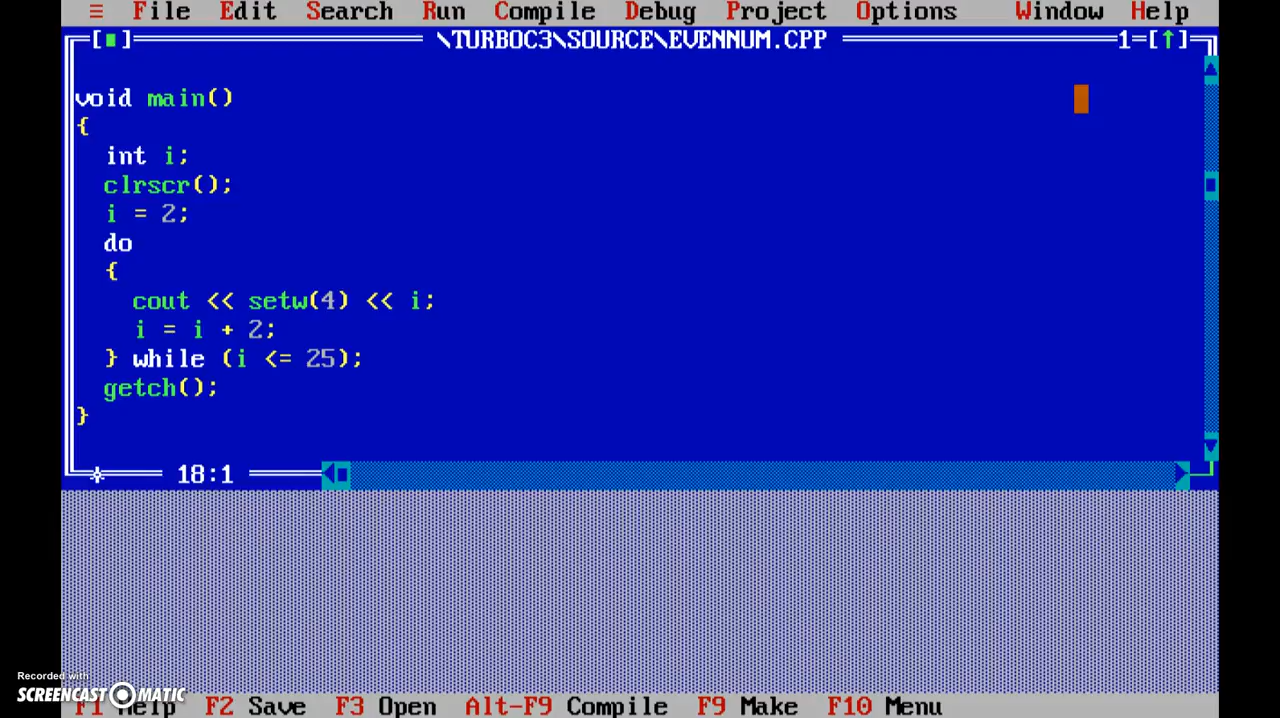 ≡ File Edit Search Run Compile Debug Project Options Window Help
[■] \TURBOC3\SOURCE\EVENNUM.CPP 1=[↑]
void main()
{
int i;
clrscr();
i = 2;
do
{
cout << setw(4) << i;
i = i + 2;
} while (i <= 25);
getch();
}
18:1
Recorded with
SCREENCAST MATIC
F1 Help F2 Save F3 Open Alt-F9 Compile F9 Make F10 Menu